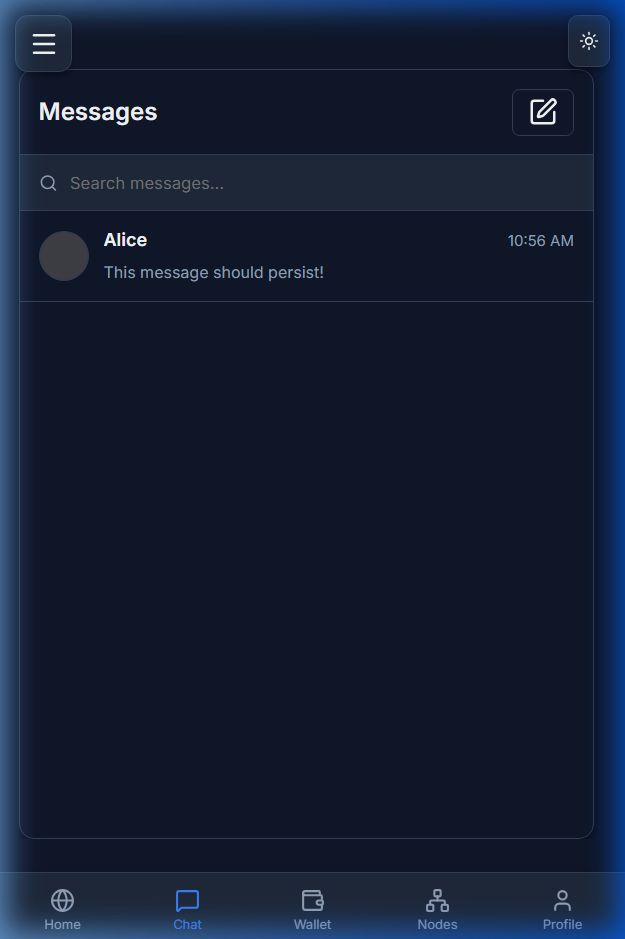 Messages
Search messages...
Alice
10:56 AM
This message should persist!
Home
Chat
Wallet
Nodes
Profile